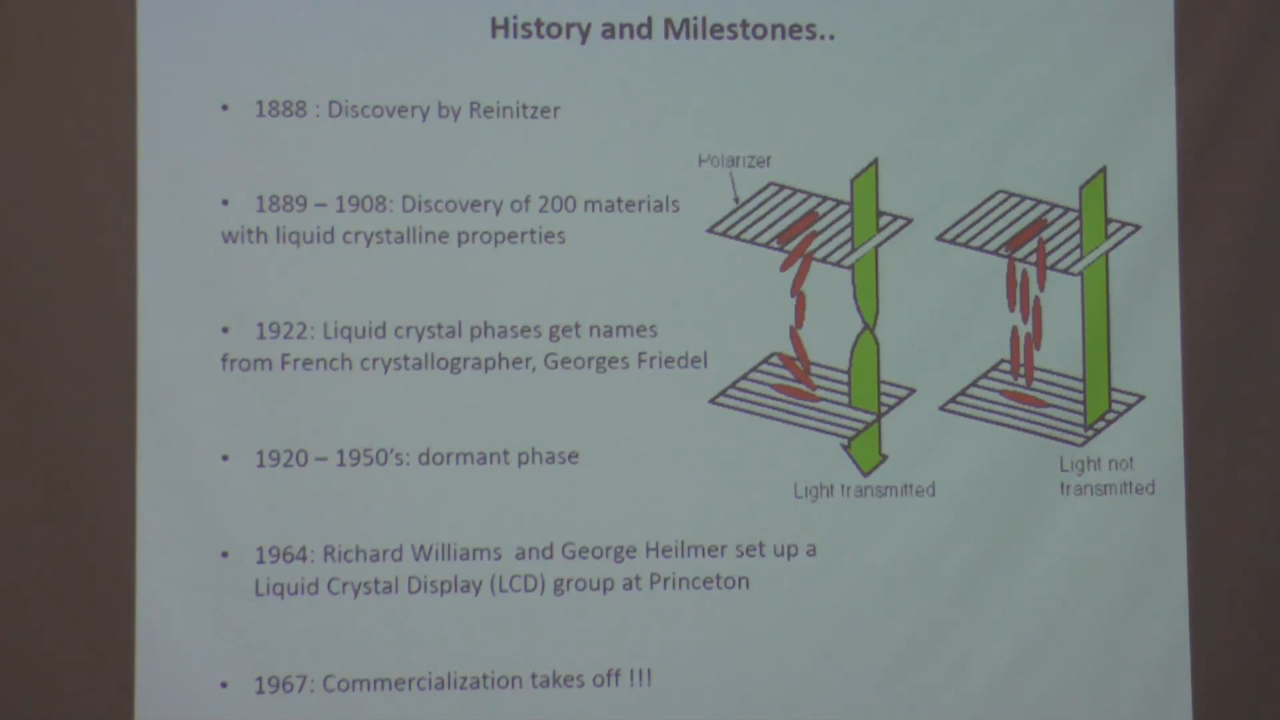 History and Milestones..
• 1888 : Discovery by Reinitzer
Polarizer
• 1889 – 1908: Discovery of 200 materials
with liquid crystalline properties
• 1922: Liquid crystal phases get names
from French crystallographer, Georges Friedel
• 1920 – 1950's: dormant phase
Light transmitted
Light not
transmitted
• 1964: Richard Williams and George Heilmer set up a
Liquid Crystal Display (LCD) group at Princeton
• 1967: Commercialization takes off !!!